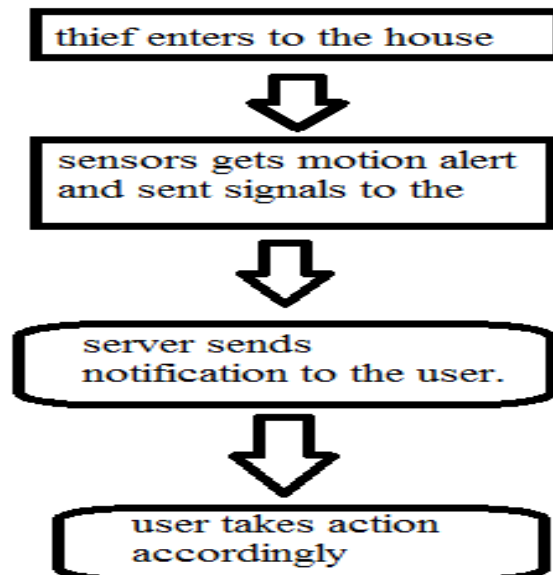 thief enters to the house
sensors gets motion alert
and sent signals to the
server sends
notification to the user.
user takes action
accordingly